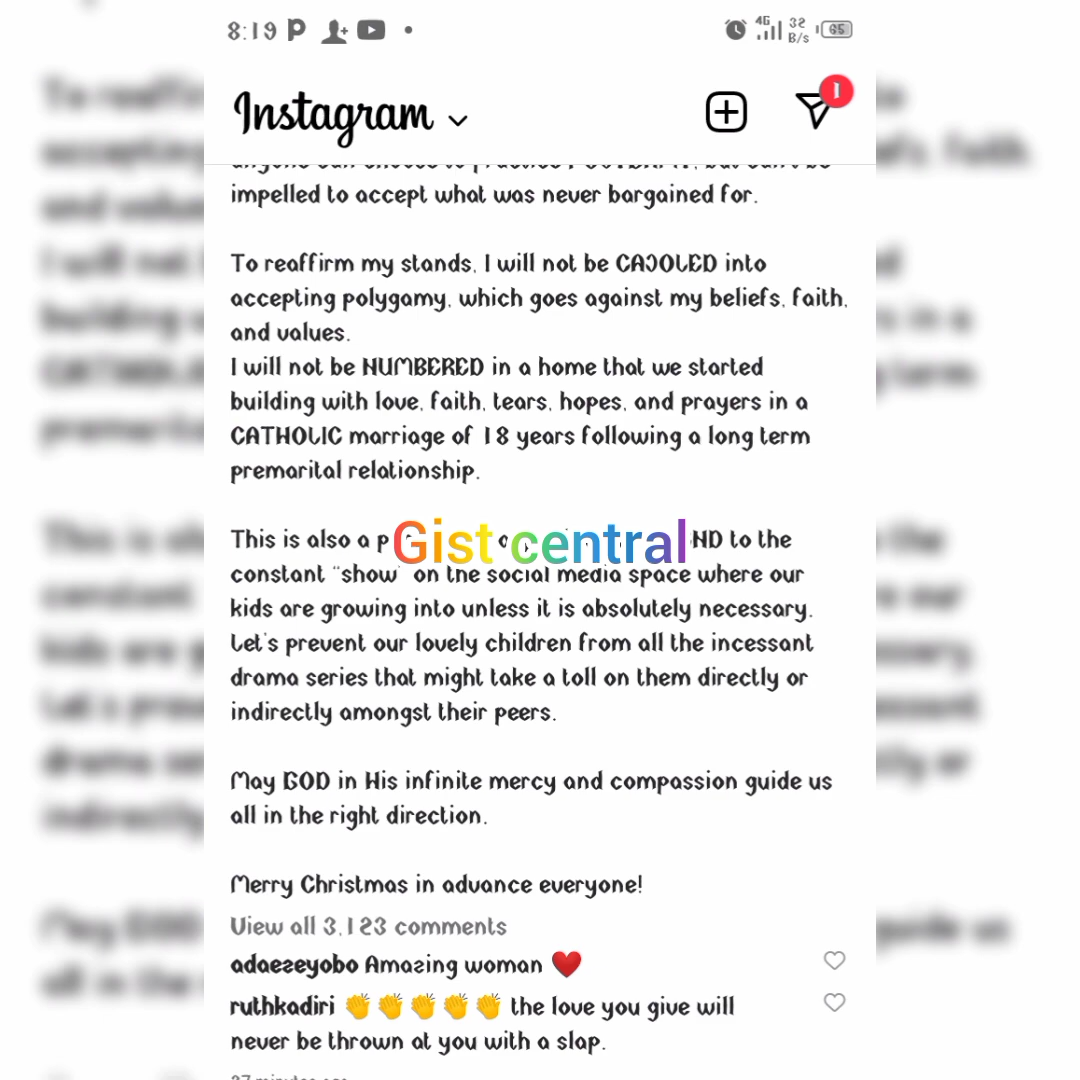 8:19
4G 32 B/s 65
Instagram
1
impelled to accept what was never bargained for.
To reaffirm my stands, I will not be CAJOLED into
accepting polygamy, which goes against my beliefs, faith,
and values.
I will not be NUMBERED in a home that we started
building with love, faith, tears, hopes, and prayers in a
CATHOLIC marriage of 18 years following a long term
premarital relationship.
This is also a
Gist central
to the
constant "show" on the social media space where our
kids are growing into unless it is absolutely necessary.
Let's prevent our lovely children from all the incessant
drama series that might take a toll on them directly or
indirectly amongst their peers.
May GOD in His infinite mercy and compassion guide us
all in the right direction.
Merry Christmas in advance everyone!
View all 3,123 comments
adaezeyobo Amazing woman ❤️
ruthkadiri 👏👏👏👏👏 the love you give will
never be thrown at you with a slap.